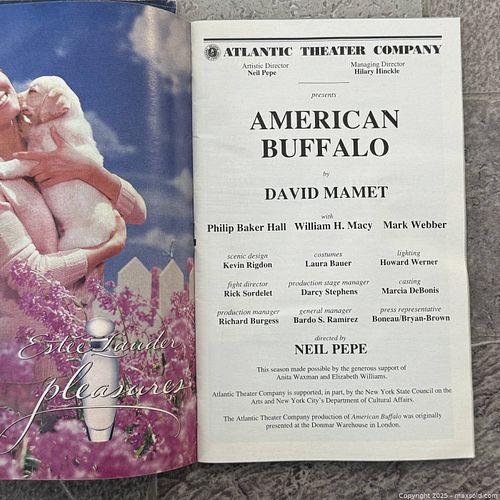 Estée Lauder
pleasures
ATLANTIC THEATER COMPANY
Artistic Director
Neil Pepe
Managing Director
Hilary Hinckle
presents
AMERICAN
BUFFALO
by
DAVID MAMET
with
Philip Baker Hall William H. Macy Mark Webber
scenic design
Kevin Rigdon
costumes
Laura Bauer
lighting
Howard Werner
fight director
Rick Sordelet
production stage manager
Darcy Stephens
casting
Marcia DeBonis
production manager
Richard Burgess
general manager
Bardo S. Ramírez
press representative
Boneau/Bryan-Brown
directed by
NEIL PEPE
This season made possible by the generous support of
Anita Waxman and Elizabeth Williams.
Atlantic Theater Company is supported, in part, by the New York State Council on the
Arts and New York City's Department of Cultural Affairs.
The Atlantic Theater Company production of American Buffalo was originally
presented at the Donmar Warehouse in London.
Copyright 2025 - maxsold.com